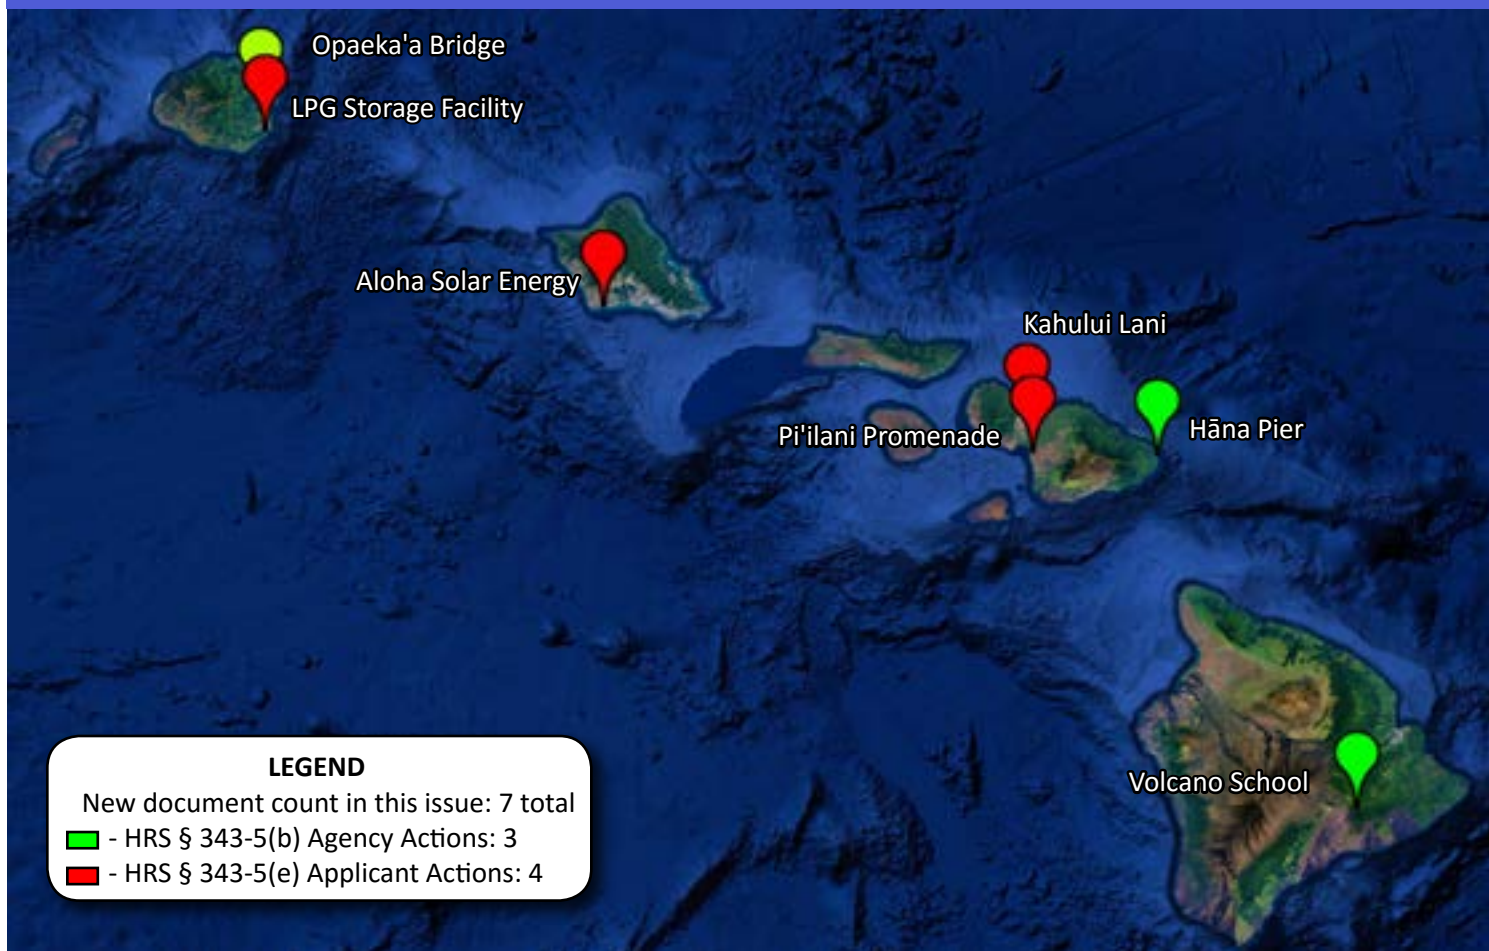 Opaeka'a Bridge
LPG Storage Facility
Aloha Solar Energy
Kahului Lani
Pi'ilani Promenade
Hāna Pier
Volcano School
LEGEND
New document count in this issue: 7 total
- HRS § 343-5(b) Agency Actions: 3
- HRS § 343-5(e) Applicant Actions: 4